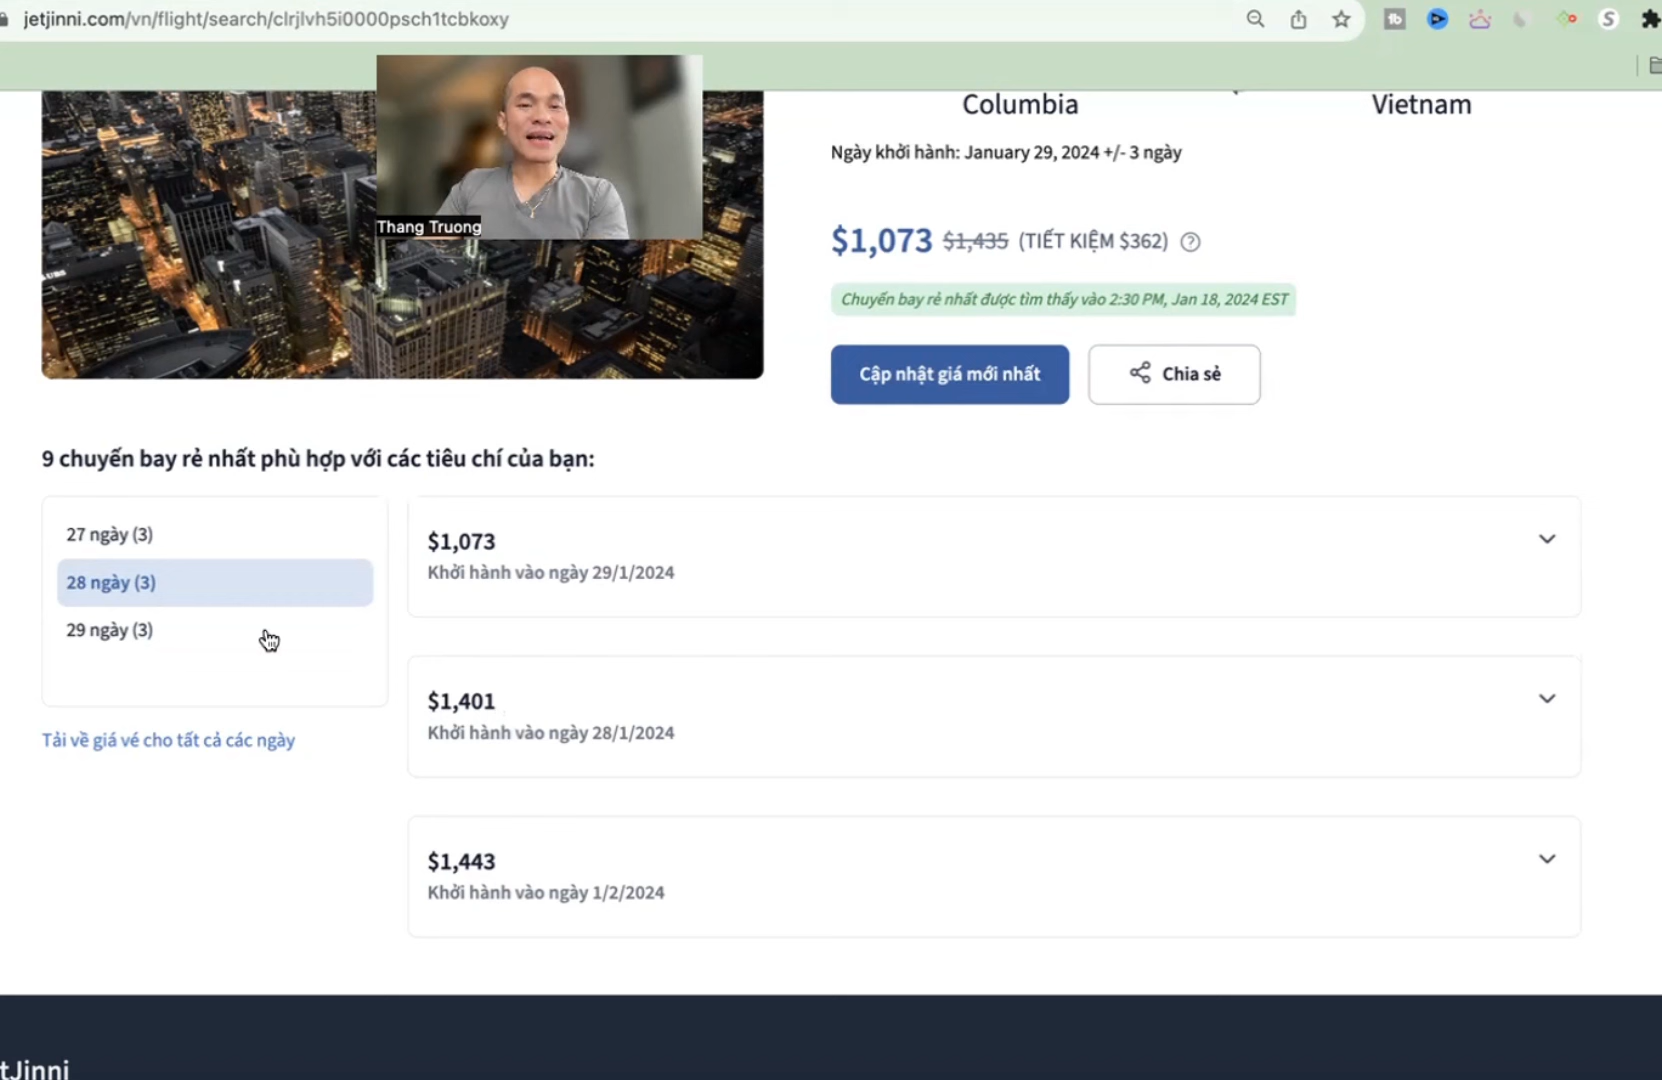 jetjinni.com/vn/flight/search/clrjlvh5i0000psch1tcbkoxy
Thang Truong
Columbia
Vietnam
Ngày khởi hành: January 29, 2024 +/- 3 ngày
$1,073 $1,435 (TIẾT KIỆM $362)
Chuyến bay rẻ nhất được tìm thấy vào 2:30 PM, Jan 18, 2024 EST
Cập nhật giá mới nhất
Chia sẻ
9 chuyến bay rẻ nhất phù hợp với các tiêu chí của bạn:
27 ngày (3)
28 ngày (3)
29 ngày (3)
Tải về giá vé cho tất cả các ngày
$1,073
Khởi hành vào ngày 29/1/2024
$1,401
Khởi hành vào ngày 28/1/2024
$1,443
Khởi hành vào ngày 1/2/2024
tJinni